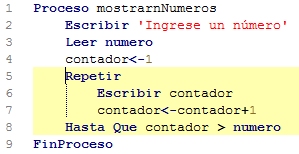 1 Proceso mostrarnNumeros
2 Escribir 'Ingrese un número'
3 Leer numero
4 contador<-1
5 Repetir
6 Escribir contador
7 contador<-contador+1
8 Hasta Que contador > numero
9 FinProceso